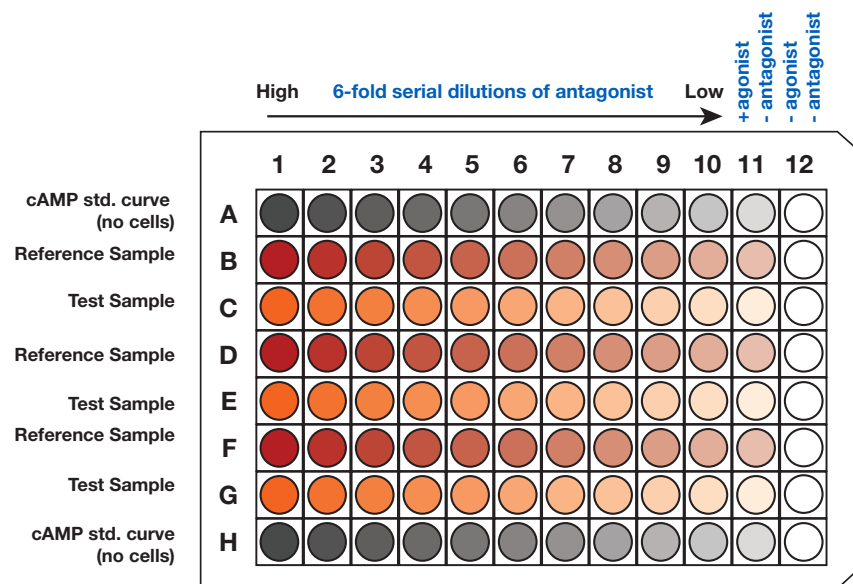 +agonist
- antagonist
- agonist
- antagonist
High 6-fold serial dilutions of antagonist Low
1 2 3 4 5 6 7 8 9 10 11 12
cAMP std. curve
(no cells)
A
Reference Sample
B
Test Sample
C
Reference Sample
D
Test Sample
E
Reference Sample
F
Test Sample
G
cAMP std. curve
(no cells)
H